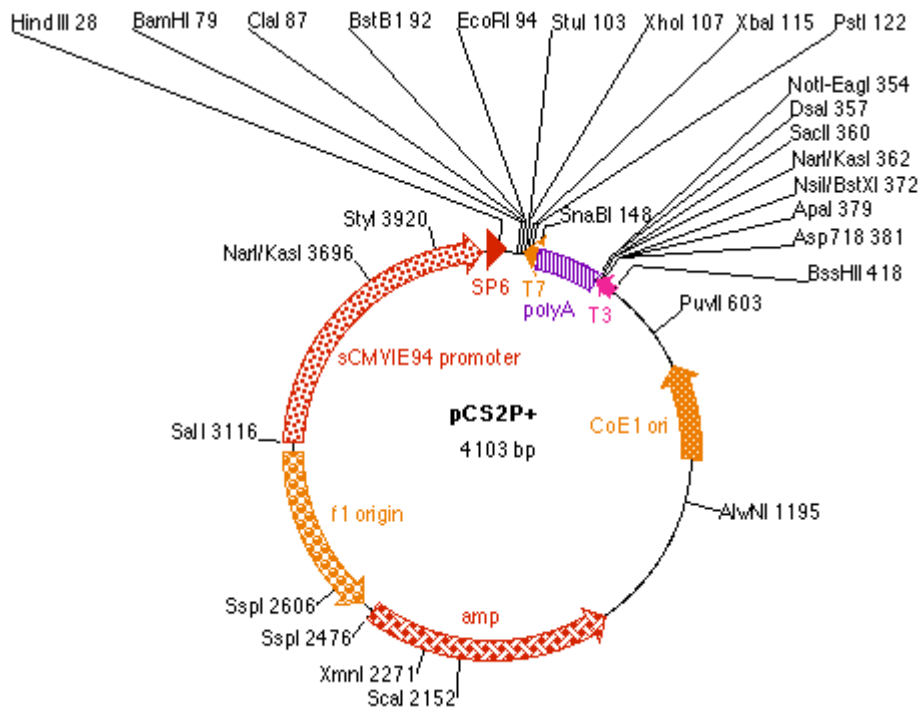 HindIII 28
BamHI 79
ClaI 87
BstB1 92
EcoRI 94
StuI 103
XhoI 107
XbaI 115
PstI 122
NotI-EagI 354
DsaI 357
SacII 360
NarI/KasI 362
NsiI/BstXI 372
ApaI 379
Asp718 381
BssHII 418
StyI 3920
SnaBI 148
NarI/KasI 3696
SP6
T7
polyA
T3
PuvII 603
sCMVIE94 promoter
pCS2P+
4103 bp
CoE1 ori
SalI 3116
f1 origin
AlwNI 1195
SspI 2606
SspI 2476
amp
XmnI 2271
ScaI 2152